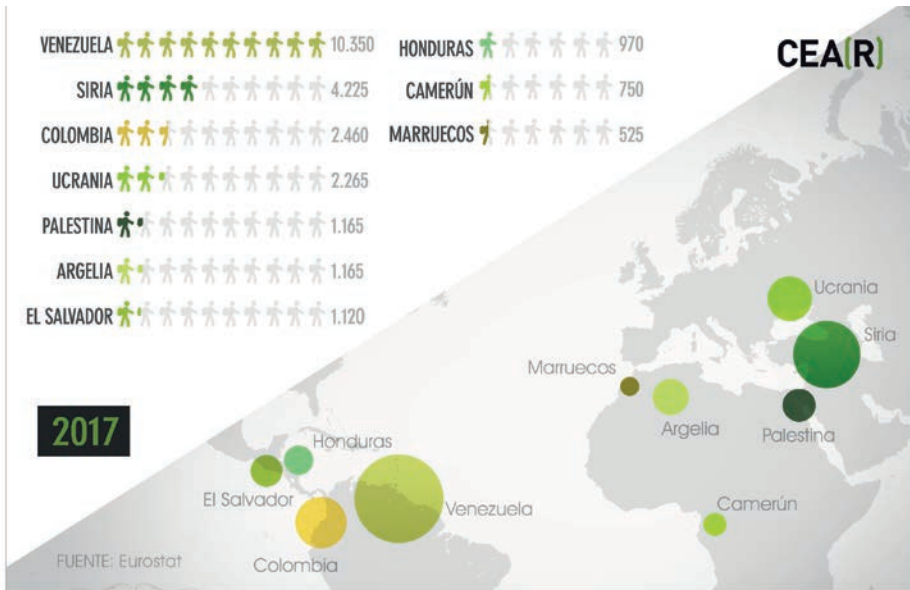 VENEZUELA 10.350
SIRIA 4.225
COLOMBIA 2.460
UCRANIA 2.265
PALESTINA 1.165
ARGELIA 1.165
EL SALVADOR 1.120
HONDURAS 970
CAMERÚN 750
MARRUECOS 525
CEA(R)
Ucrania
Siria
Marruecos
Argelia
Palestina
2017
Honduras
El Salvador
Venezuela
Camerún
Colombia
FUENTE: Eurostat